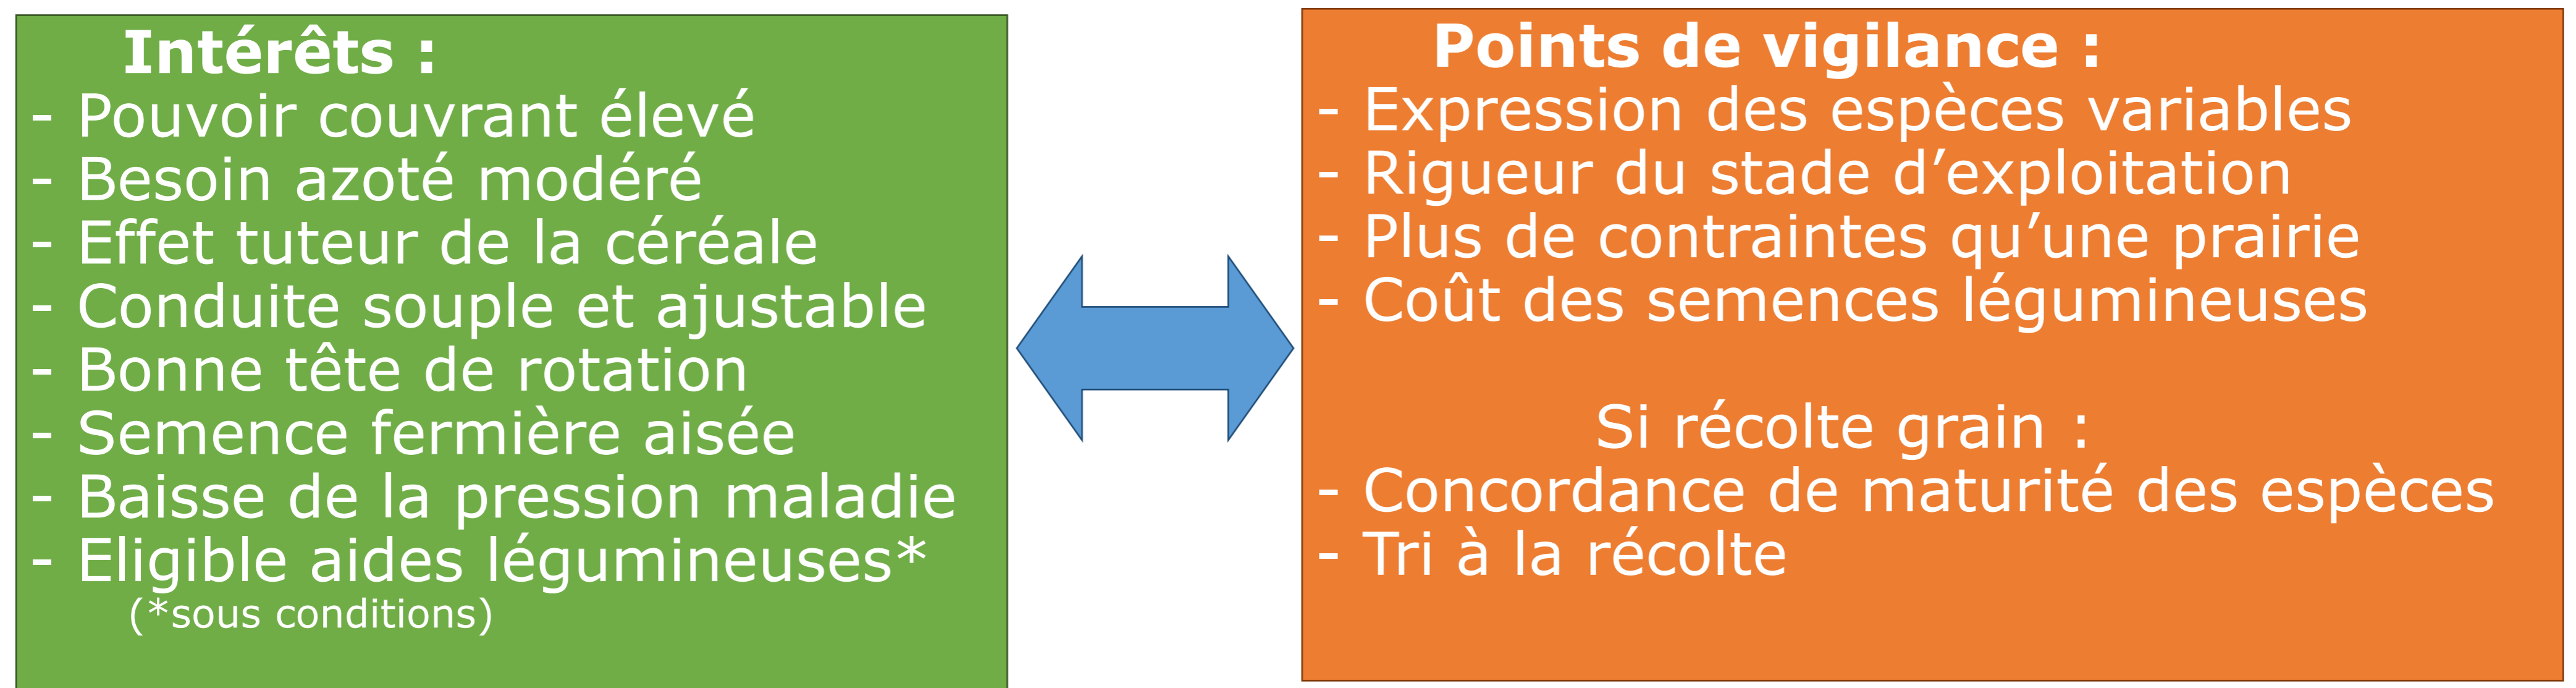 Intérêts :
- Pouvoir couvrant élevé
- Besoin azoté modéré
- Effet tuteur de la céréale
- Conduite souple et ajustable
- Bonne tête de rotation
- Semence fermière aisée
- Baisse de la pression maladie
- Eligible aides légumineuses*
(*sous conditions)
Points de vigilance :
- Expression des espèces variables
- Rigueur du stade d’exploitation
- Plus de contraintes qu’une prairie
- Coût des semences légumineuses
Si récolte grain :
- Concordance de maturité des espèces
- Tri à la récolte